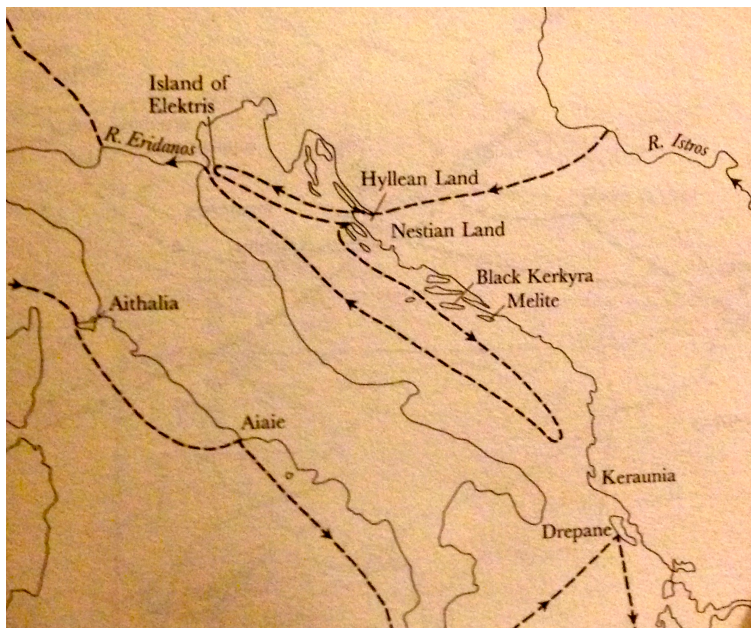 Island of
Elektris
R. Eridanos
R. Istros
Hyllean Land
Nestian Land
Black Kerkyra
Melite
Aithalia
Aiaie
Keraunia
Drepane